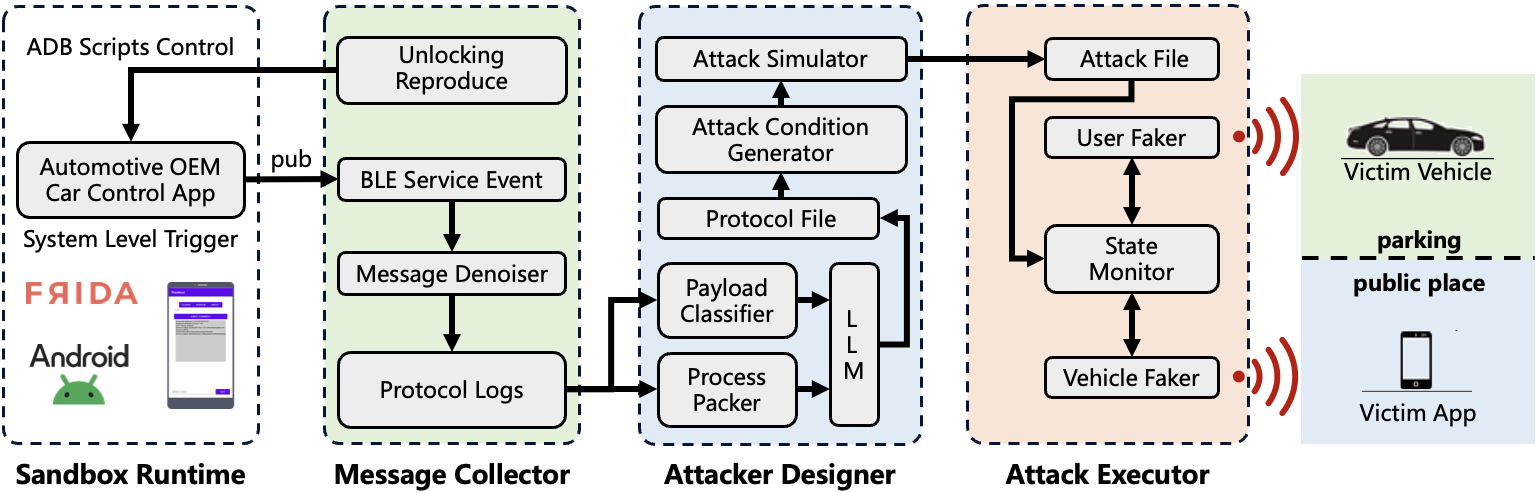 ADB Scripts Control
Automotive OEM
Car Control App
System Level Trigger
FRIDA
Android
Sandbox Runtime
pub
Unlocking
Reproduce
BLE Service Event
Message Denoiser
Protocol Logs
Message Collector
Attack Simulator
Attack Condition
Generator
Protocol File
Payload
Classifier
Process
Packer
L
L
M
Attacker Designer
Attack File
User Faker
State
Monitor
Vehicle Faker
Attack Executor
Victim Vehicle
parking
public place
Victim App